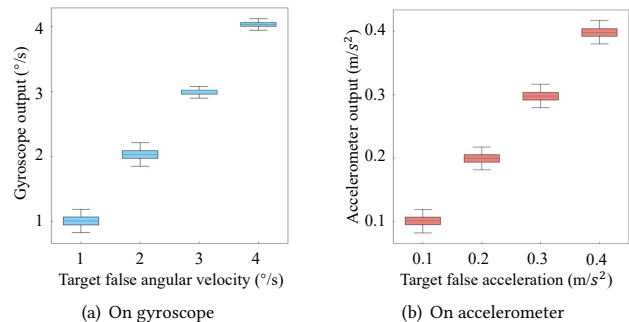 Gyroscope output (°/s)
4
3
2
1
1 2 3 4
Target false angular velocity (°/s)
(a) On gyroscope
Accelerometer output (m/s²)
0.4
0.3
0.2
0.1
0.1 0.2 0.3 0.4
Target false acceleration (m/s²)
(b) On accelerometer